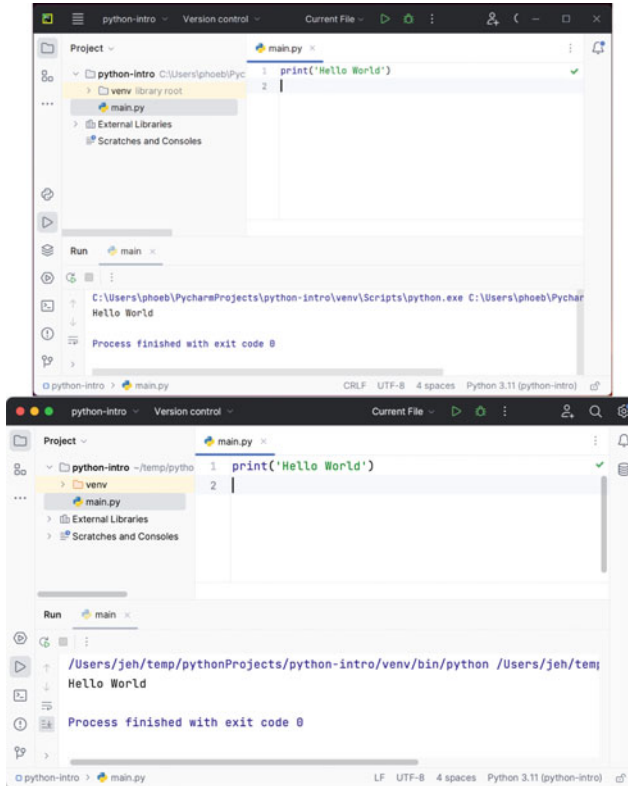 python-intro Version control Current File
Project
main.py
python-intro C:\Users\phoeb\Pyc
1 print('Hello World')
venv library root
2
main.py
External Libraries
Scratches and Consoles
Run main
C:\Users\phoeb\PycharmProjects\python-intro\venv\Scripts\python.exe C:\Users\phoeb\Pychar
Hello World
Process finished with exit code 0
python-intro > main.py CRLF UTF-8 4 spaces Python 3.11 (python-intro)
python-intro Version control Current File
Project
main.py
python-intro ~/temp/pytho
1 print('Hello World')
venv
2
main.py
External Libraries
Scratches and Consoles
Run main
/Users/jeh/temp/pythonProjects/python-intro/venv/bin/python /Users/jeh/temp
Hello World
Process finished with exit code 0
python-intro > main.py LF UTF-8 4 spaces Python 3.11 (python-intro)